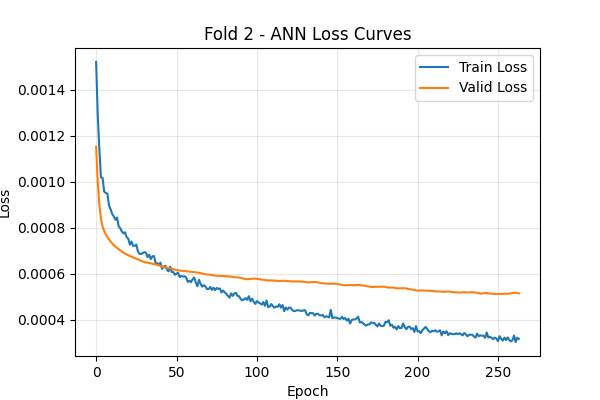 Fold 2 - ANN Loss Curves
Train Loss
Valid Loss
0.0014
0.0012
0.0010
0.0008
0.0006
0.0004
Loss
0 50 100 150 200 250
Epoch